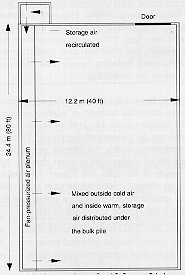 Door
Storage air
recirculated
12.2 m (40 ft)
24.4 m (80 ft)
Fan-pressurized air plenum
Mixed outside cold air
and inside warm, storage
air distributed under
the bulk pile